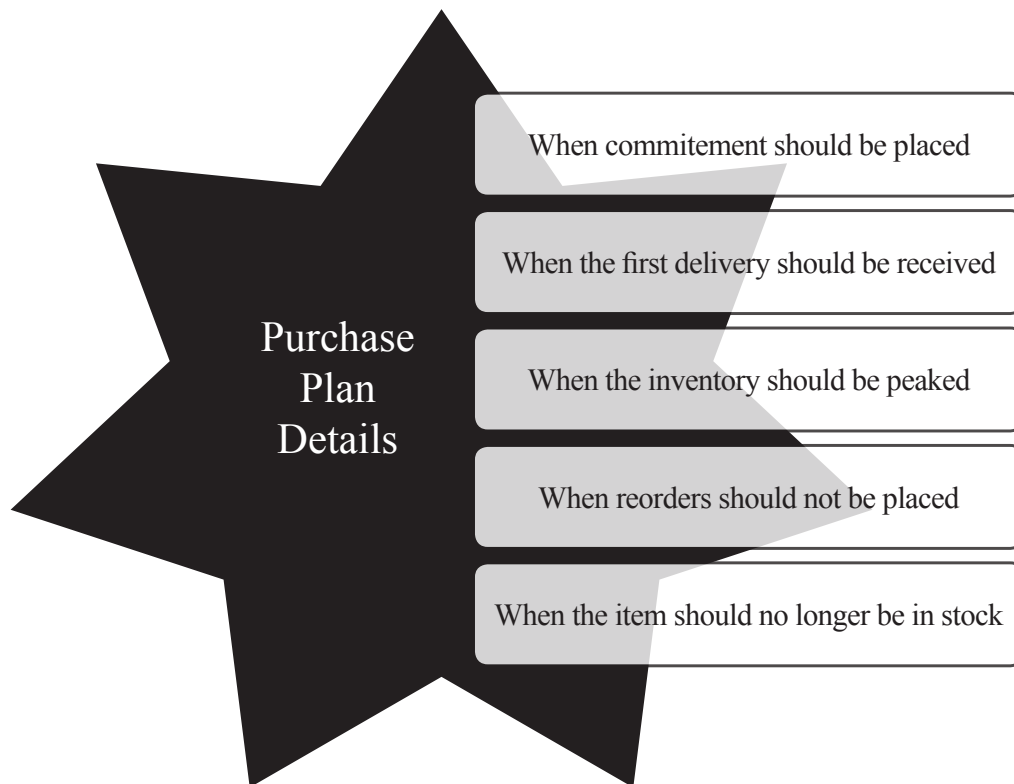 Purchase
Plan
Details
When commitement should be placed
When the first delivery should be received
When the inventory should be peaked
When reorders should not be placed
When the item should no longer be in stock